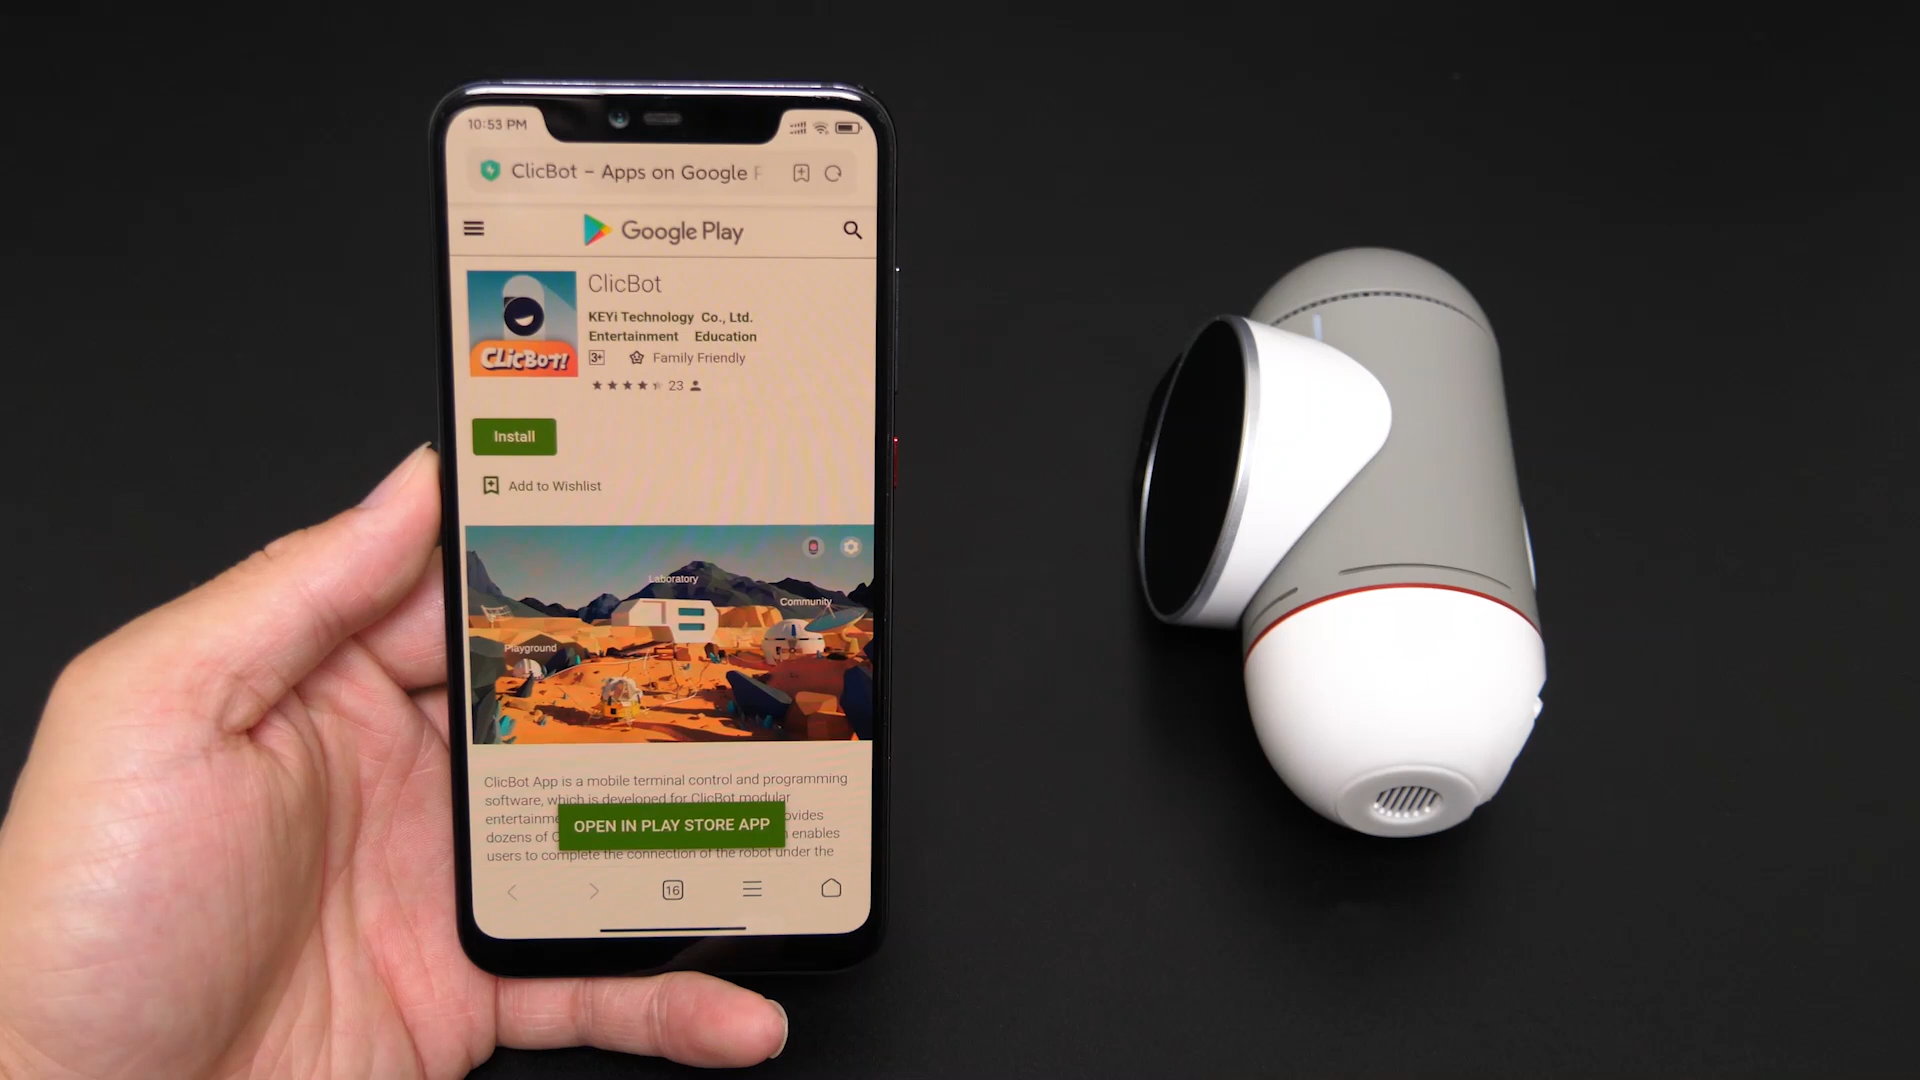 10:53 PM
ClicBot – Apps on Google P
Google Play
ClicBot
KEYi Technology Co., Ltd.
Entertainment Education
3+ Family Friendly
23
CLICBOT!
Install
Add to Wishlist
Laboratory
Community
Playground
ClicBot App is a mobile terminal control and programming
software, which is developed for ClicBot modular
entertainme ovides
dozens of C enables
OPEN IN PLAY STORE APP
users to complete the connection of the robot under the
16